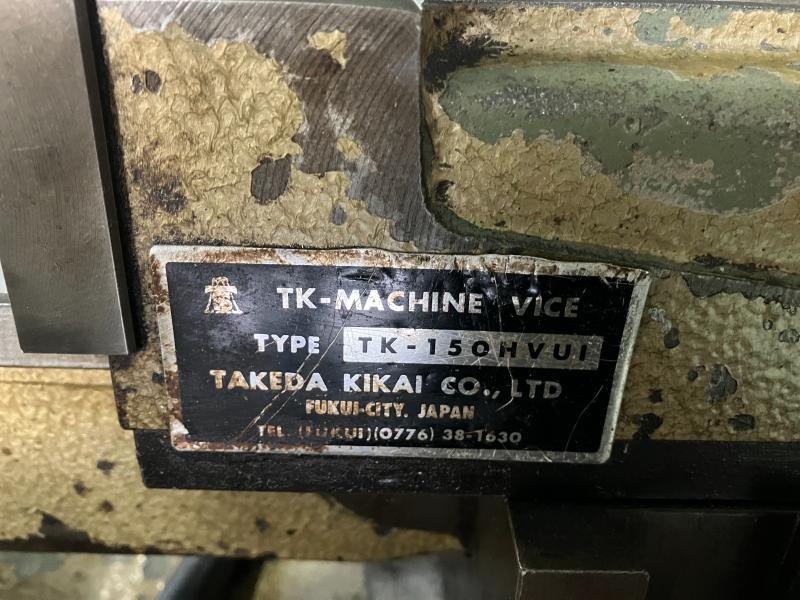 TK-MACHINE VICE
TYPE TK-150HVUI
TAKEDA KIKAI CO., LTD
FUKUI-CITY, JAPAN
TEL. (FUKUI)(0776) 38-1630